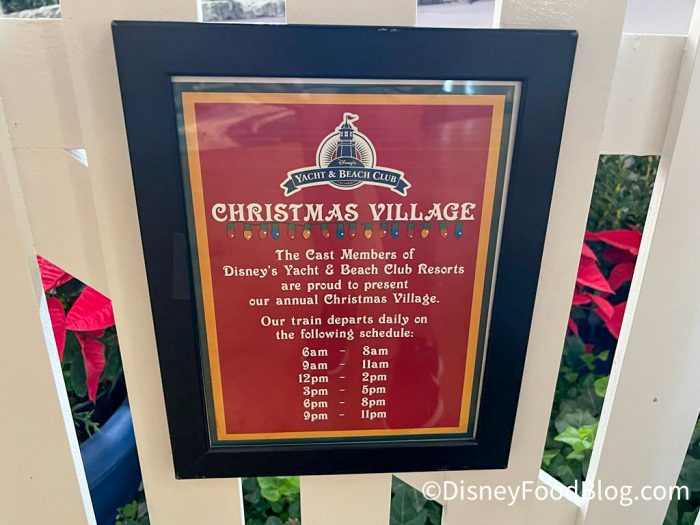 Disney's
YACHT & BEACH CLUB
CHRISTMAS VILLAGE
The Cast Members of
Disney's Yacht & Beach Club Resorts
are proud to present
our annual Christmas Village.
Our train departs daily on
the following schedule:
6am - 8am
9am - 11am
12pm - 2pm
3pm - 5pm
6pm - 8pm
9pm - 11pm
©DisneyFoodBlog.com